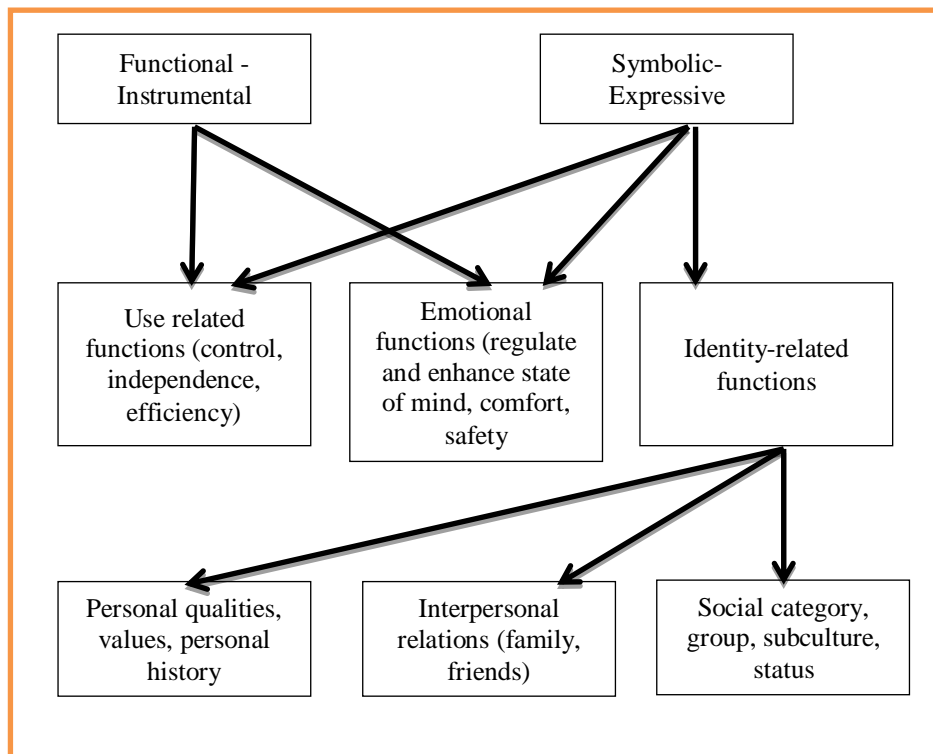 Functional -
Instrumental
Symbolic-
Expressive
Use related
functions (control,
independence,
efficiency)
Emotional
functions (regulate
and enhance state
of mind, comfort,
safety
Identity-related
functions
Personal qualities,
values, personal
history
Interpersonal
relations (family,
friends)
Social category,
group, subculture,
status